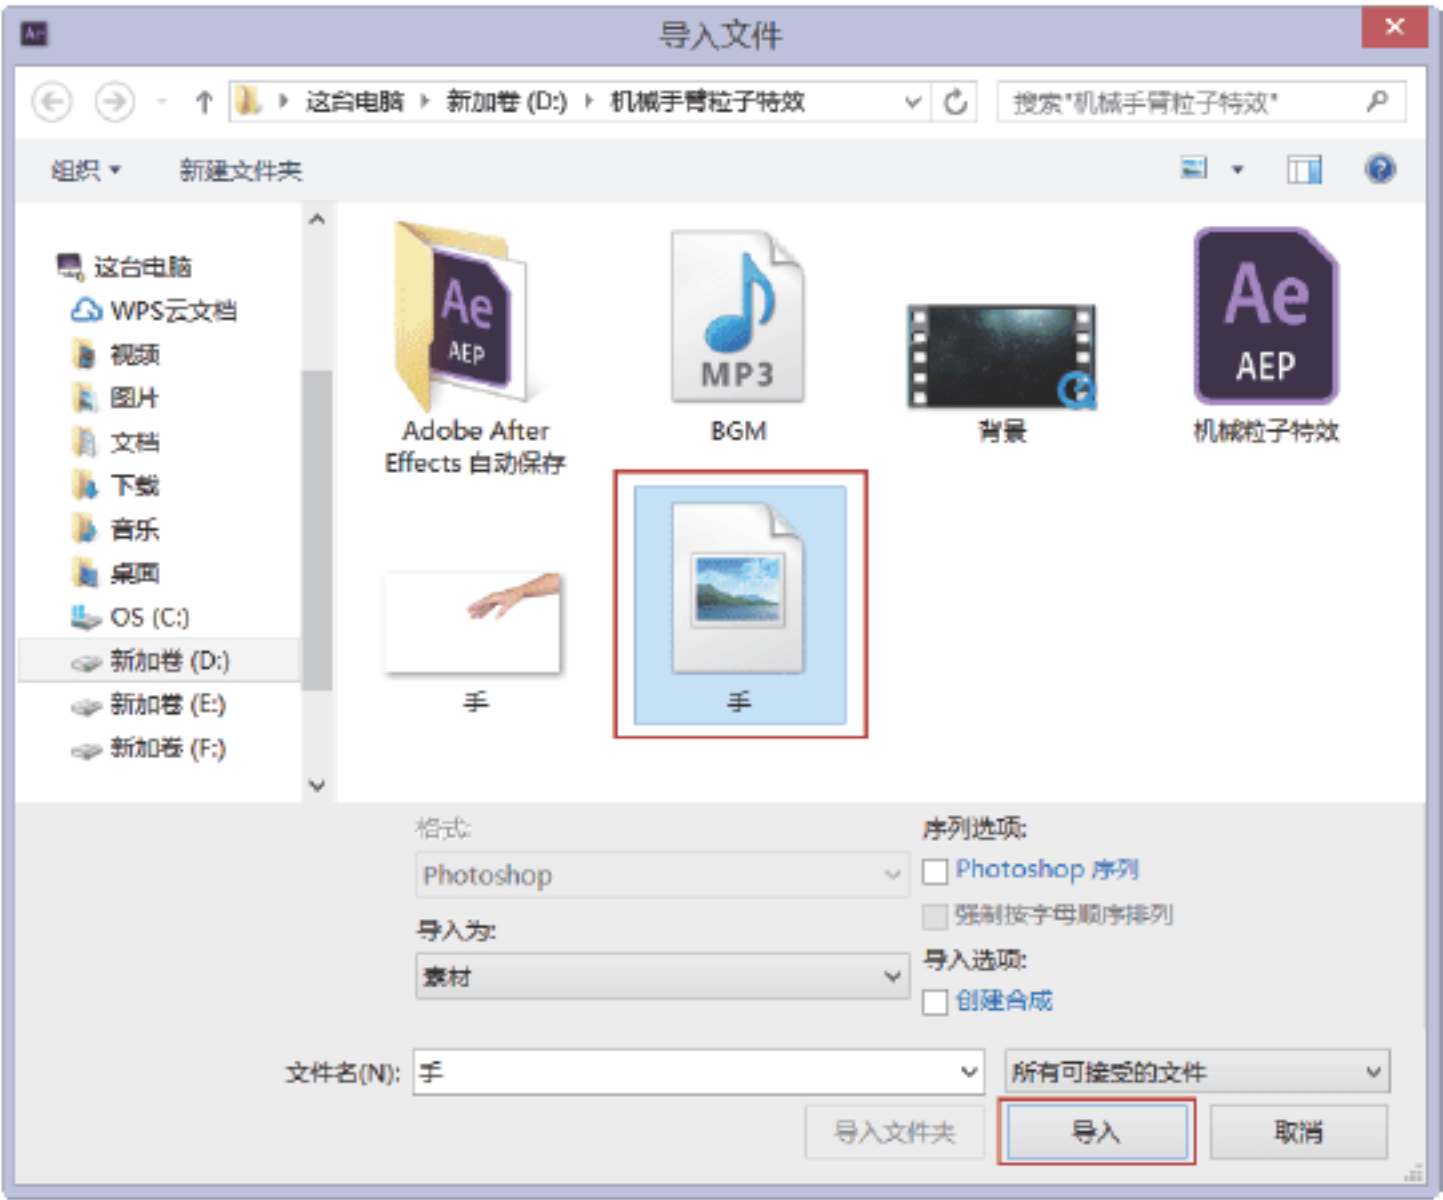 Ae
导入文件
这台电脑 新加卷 (D:) 机械手臂粒子特效
搜索"机械手臂粒子特效"
组织
新建文件夹
这台电脑
WPS云文档
视频
图片
文档
下载
音乐
桌面
OS (C:)
新加卷 (D:)
新加卷 (E:)
新加卷 (F:)
Ae
AEP
Adobe After
Effects 自动保存
MP3
BGM
背景
Ae
AEP
机械粒子特效
手
手
格式:
Photoshop
导入为:
素材
序列选项:
Photoshop 序列
强制按字母顺序排列
导入选项:
创建合成
文件名(N):
手
所有可接受的文件
导入文件夹
导入
取消